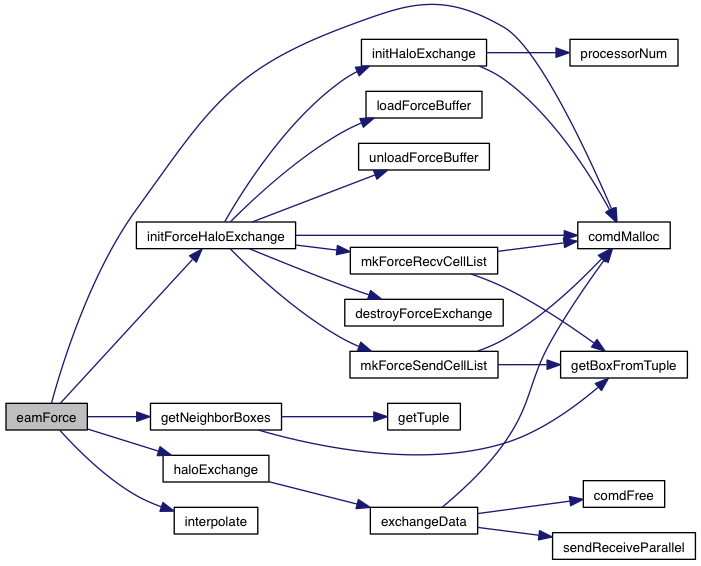 initHaloExchange
processorNum
loadForceBuffer
unloadForceBuffer
initForceHaloExchange
comdMalloc
mkForceRecvCellList
destroyForceExchange
mkForceSendCellList
getBoxFromTuple
eamForce
getNeighborBoxes
getTuple
haloExchange
comdFree
interpolate
exchangeData
sendReceiveParallel